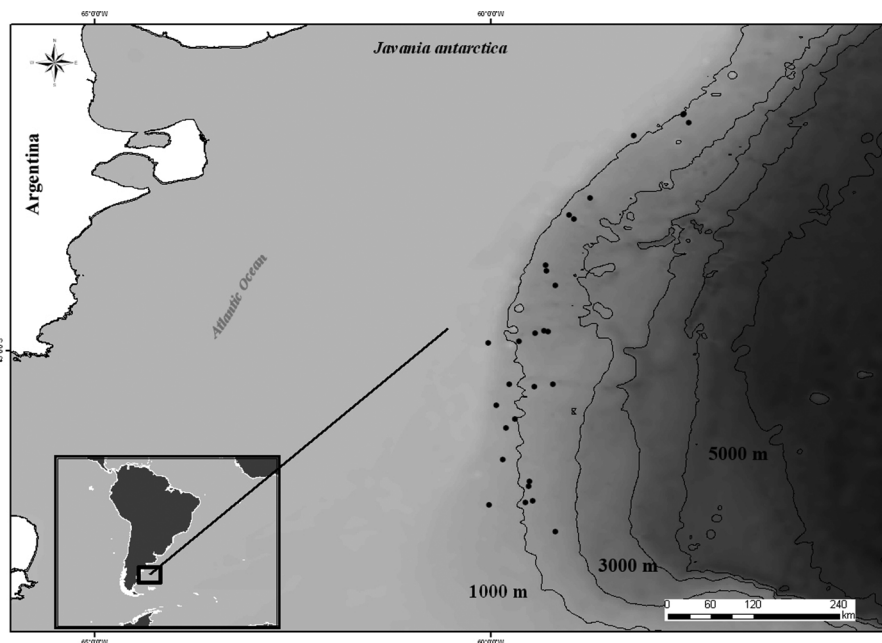 65°0'0"W 60°0'0"W
Javania antarctica
Argentina
Atlantic Ocean
5000 m
3000 m
1000 m
0 60 120 240
km
65°0'0"W 60°0'0"W